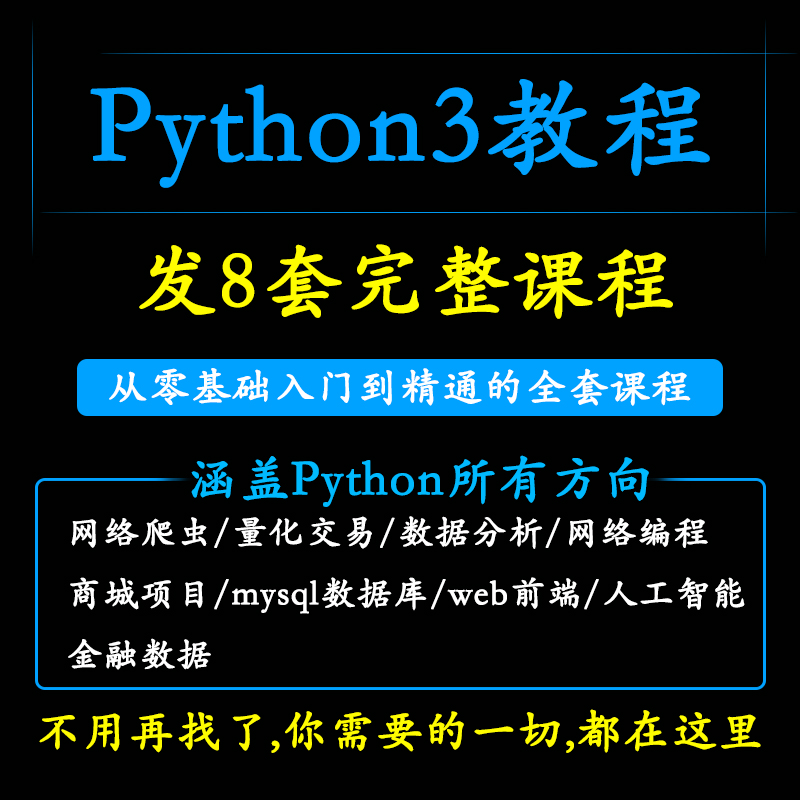 Python3教程
发8套完整课程
从零基础入门到精通的全套课程
涵盖Python所有方向
网络爬虫/量化交易/数据分析/网络编程
商城项目/mysql数据库/web前端/人工智能
金融数据
不用再找了,你需要的一切,都在这里